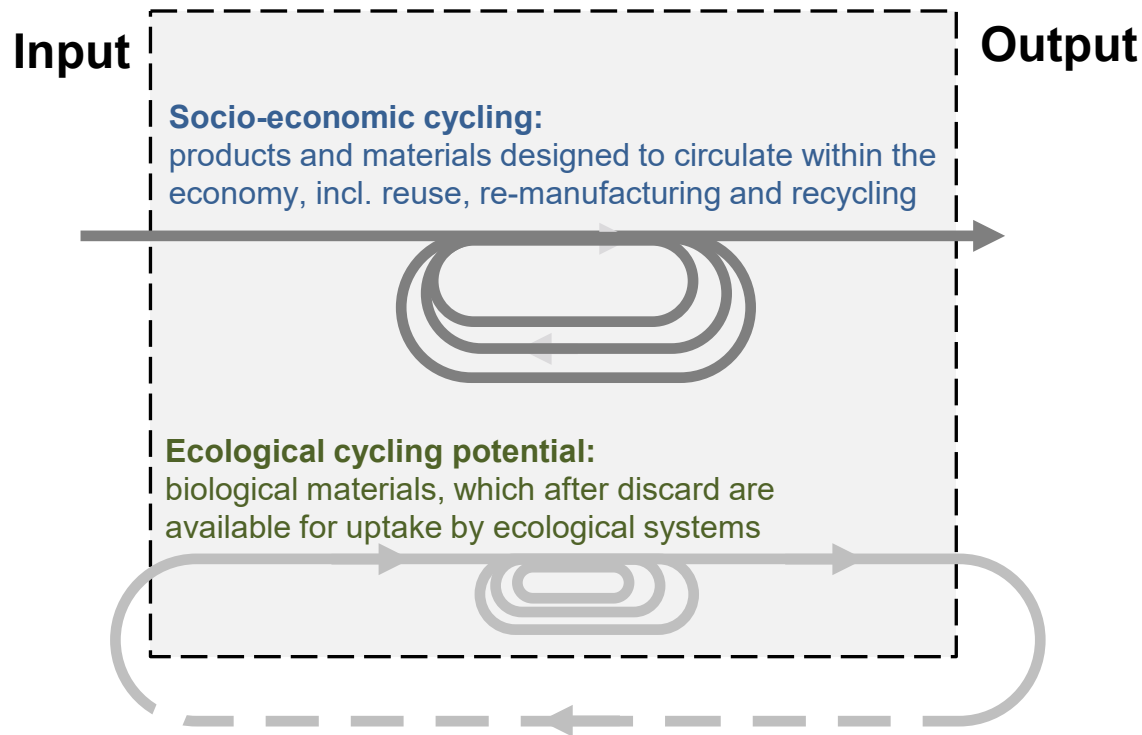 Input
Output
Socio-economic cycling:
products and materials designed to circulate within the
economy, incl. reuse, re-manufacturing and recycling
Ecological cycling potential:
biological materials, which after discard are
available for uptake by ecological systems